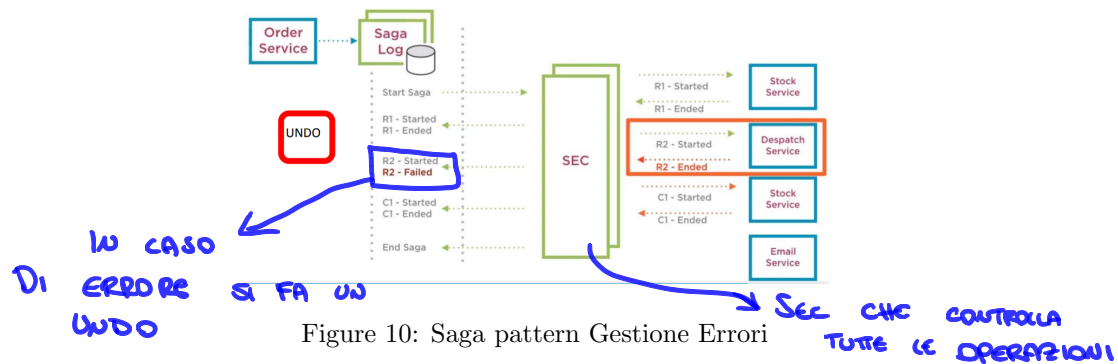 Order
Service
Saga
Log
Start Saga
R1 - Started
R1 - Ended
R2 - Started
R2 - Failed
C1 - Started
C1 - Ended
End Saga
UNDO
SEC
R1 - Started
R1 - Ended
Stock
Service
R2 - Started
R2 - Ended
Despatch
Service
C1 - Started
C1 - Ended
Stock
Service
Email
Service
IN CASO
DI ERRORE SI FA UN
UNDO
SEC CHE CONTROLLA
TUTTE LE OPERAZIONI
Figure 10: Saga pattern Gestione Errori